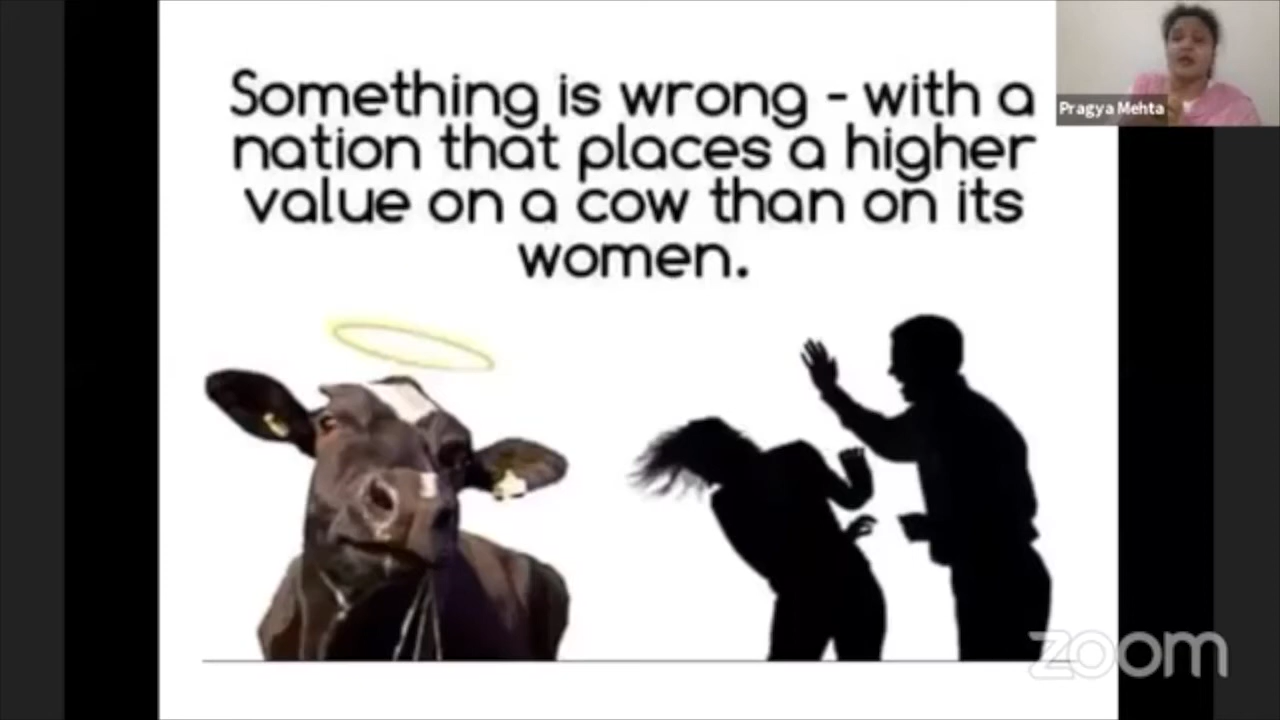 Something is wrong - with a
nation that places a higher
value on a cow than on its
women.
Pragya Mehta
zoom